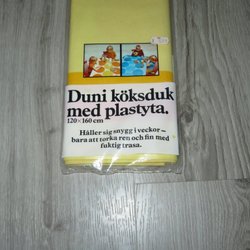 Duni köksduk
med plastyta.
120×160 cm
Håller sig snygg i veckor –
bara att torka ren och fin med
fuktig trasa.